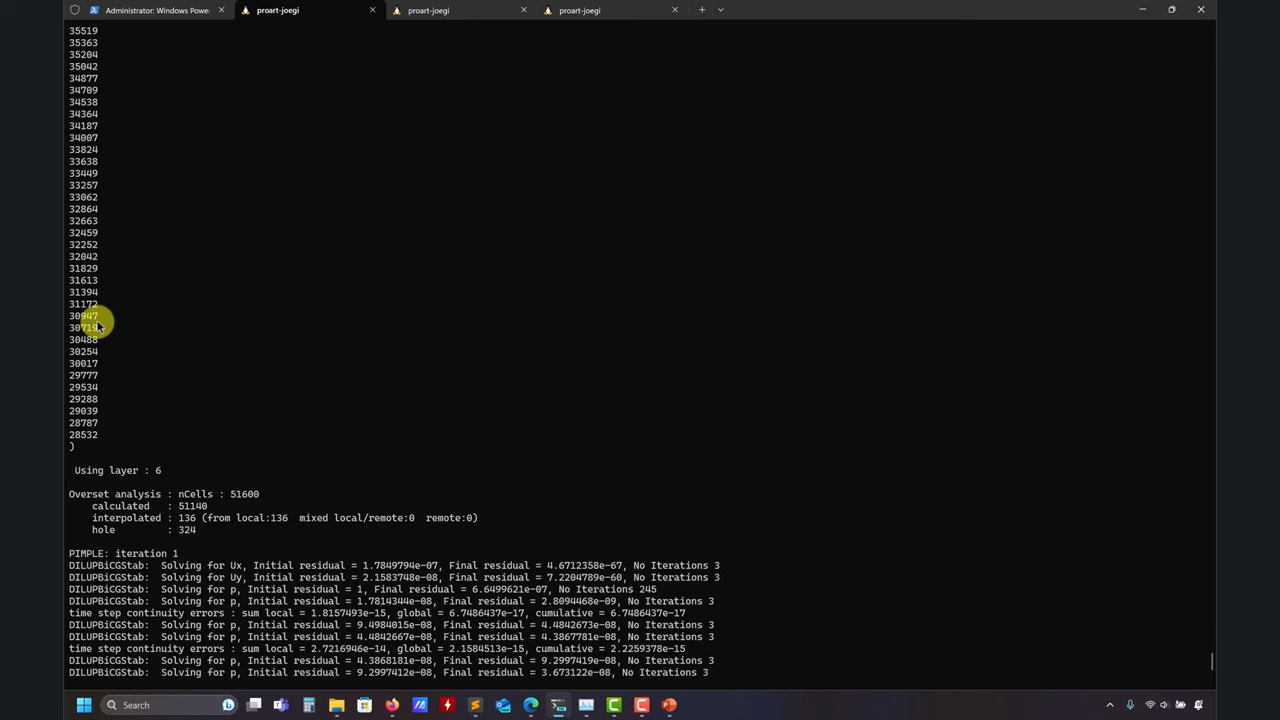 Administrator: Windows Powe
proart-joegi
proart-joegi
proart-joegi
35519
35363
35204
35042
34877
34709
34538
34364
34187
34007
33824
33638
33449
33257
33062
32864
32663
32459
32252
32042
31829
31613
31394
31172
30947
30719
30488
30254
30017
29777
29534
29288
29039
28787
28532
)
Using layer : 6
Overset analysis : nCells : 51600
calculated : 51140
interpolated : 136 (from local:136 mixed local/remote:0 remote:0)
hole : 324
PIMPLE: iteration 1
DILUPBiCGStab: Solving for Ux, Initial residual = 1.7849794e-07, Final residual = 4.6712358e-67, No Iterations 3
DILUPBiCGStab: Solving for Uy, Initial residual = 2.1583748e-08, Final residual = 7.2204789e-60, No Iterations 3
DILUPBiCGStab: Solving for p, Initial residual = 1, Final residual = 6.6499621e-07, No Iterations 245
DILUPBiCGStab: Solving for p, Initial residual = 1.7814344e-08, Final residual = 2.8094468e-09, No Iterations 3
time step continuity errors : sum local = 1.8157493e-15, global = 6.7486437e-17, cumulative = 6.7486437e-17
DILUPBiCGStab: Solving for p, Initial residual = 9.4984015e-08, Final residual = 4.4842673e-08, No Iterations 3
DILUPBiCGStab: Solving for p, Initial residual = 4.4842667e-08, Final residual = 4.3867781e-08, No Iterations 3
time step continuity errors : sum local = 2.7216946e-14, global = 2.1584513e-15, cumulative = 2.2259378e-15
DILUPBiCGStab: Solving for p, Initial residual = 4.3868181e-08, Final residual = 9.2997419e-08, No Iterations 3
DILUPBiCGStab: Solving for p, Initial residual = 9.2997412e-08, Final residual = 3.673122e-08, No Iterations 3
Search